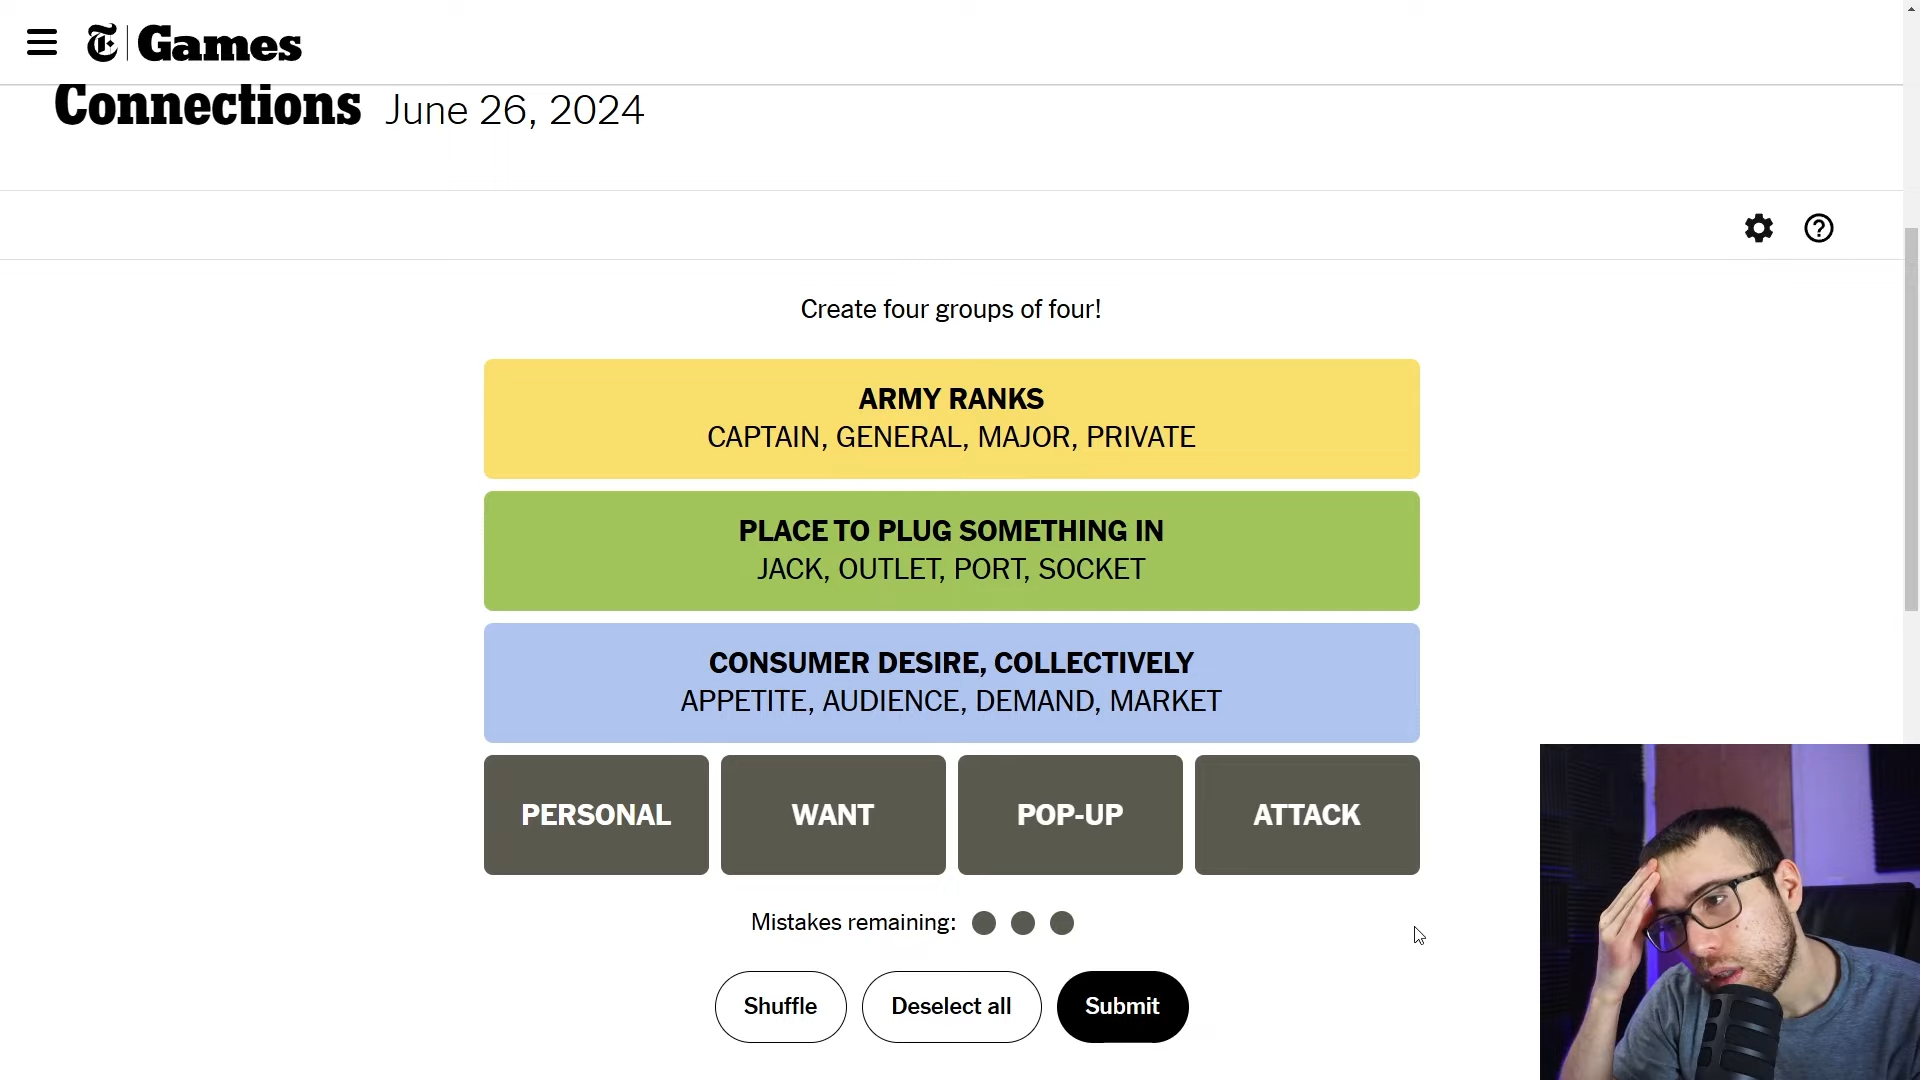 T Games
Connections June 26, 2024
Create four groups of four!
ARMY RANKS
CAPTAIN, GENERAL, MAJOR, PRIVATE
PLACE TO PLUG SOMETHING IN
JACK, OUTLET, PORT, SOCKET
CONSUMER DESIRE, COLLECTIVELY
APPETITE, AUDIENCE, DEMAND, MARKET
PERSONAL WANT POP-UP ATTACK
Mistakes remaining:
Shuffle Deselect all Submit